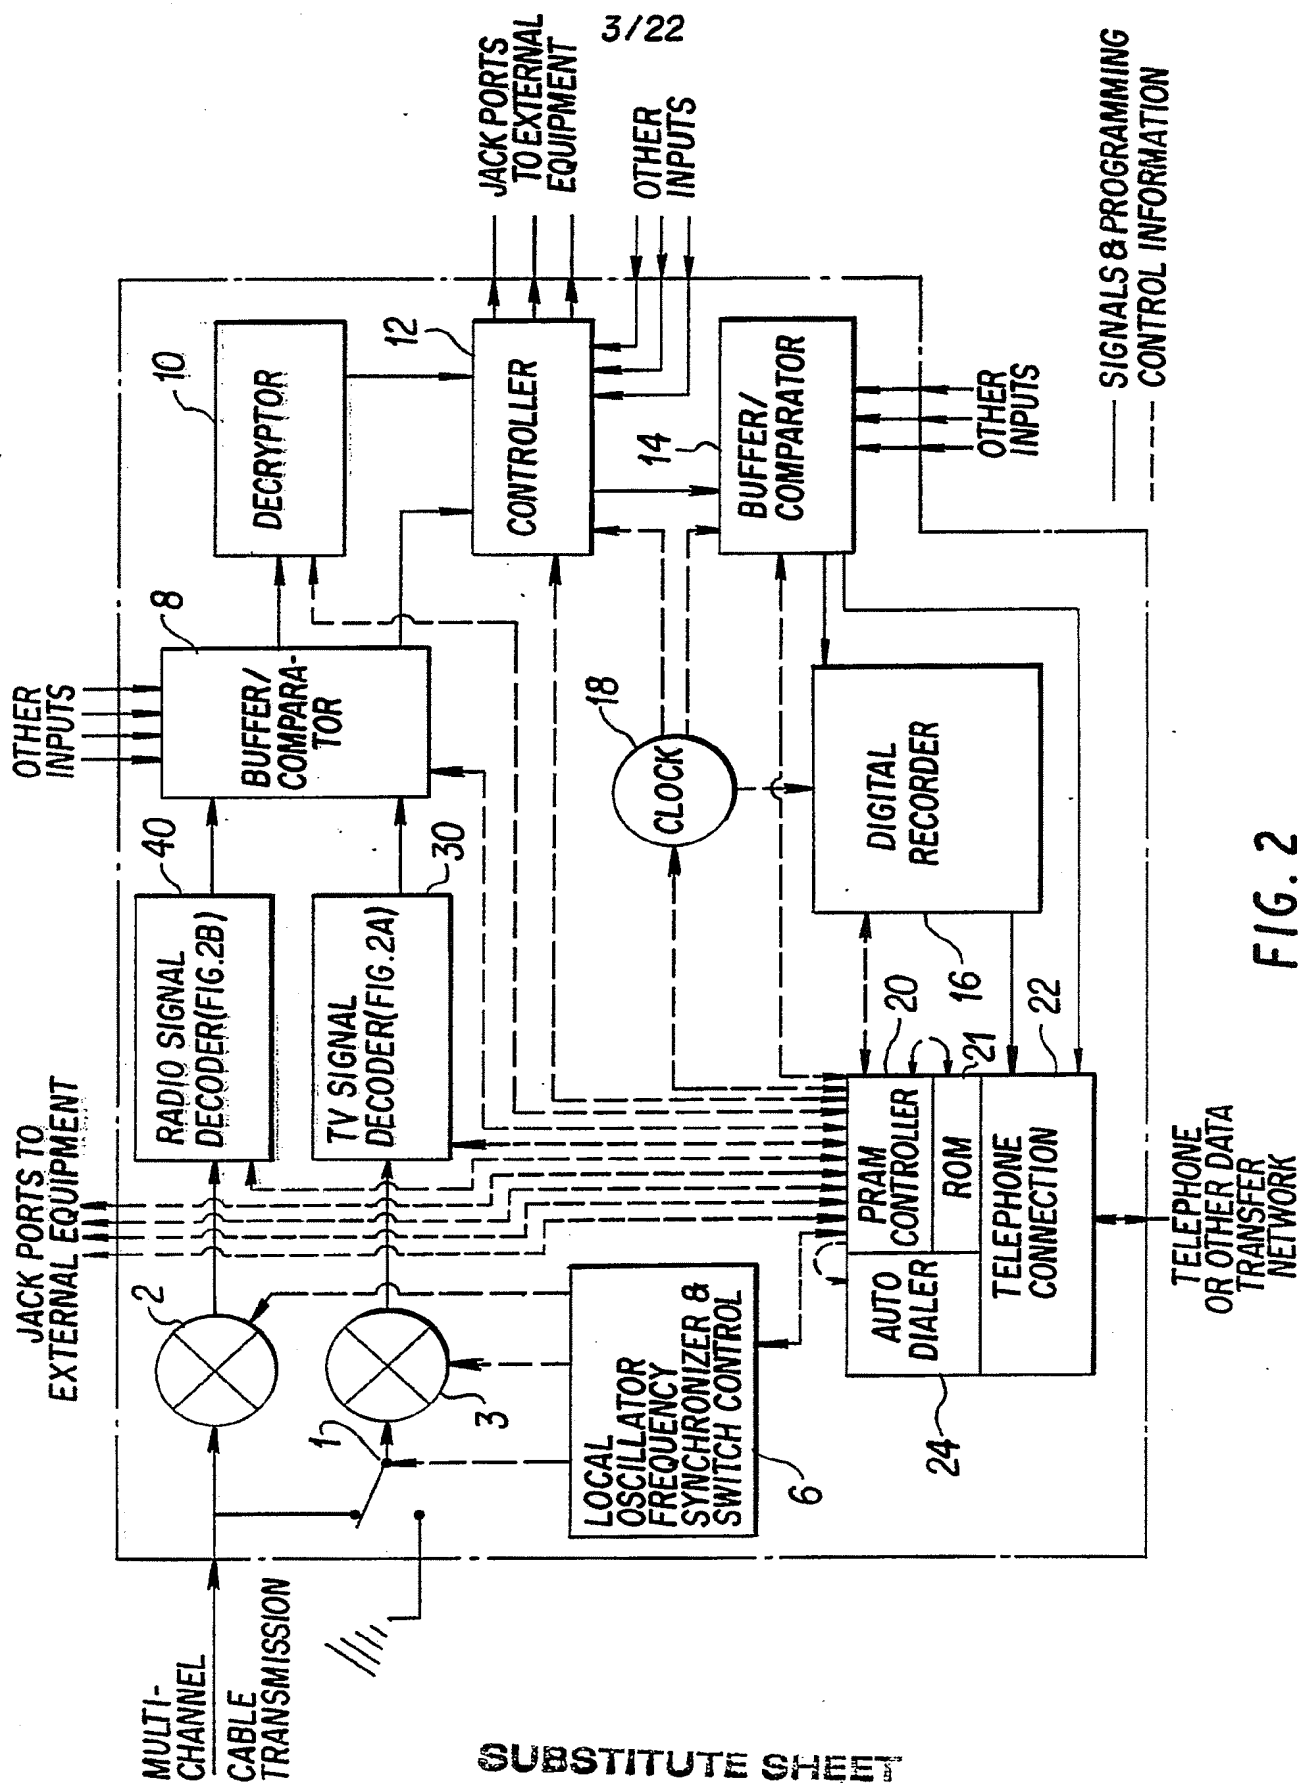 3/22
MULTI-
CHANNEL
CABLE
TRANSMISSION
JACK PORTS TO
EXTERNAL EQUIPMENT
OTHER
INPUTS
JACK PORTS
TO EXTERNAL
EQUIPMENT
OTHER
INPUTS
2
1
3
RADIO SIGNAL
DECODER(FIG.2B)
40
TV SIGNAL
DECODER(FIG.2A)
30
BUFFER/
COMPARA-
TOR
8
DECRYPTOR
10
CONTROLLER
12
LOCAL
OSCILLATOR
FREQUENCY
SYNCHRONIZER &
SWITCH CONTROL
6
CLOCK
18
BUFFER/
COMPARATOR
14
OTHER
INPUTS
AUTO
DIALER
24
PRAM
CONTROLLER
20
ROM
21
TELEPHONE
CONNECTION
22
DIGITAL
RECORDER
16
TELEPHONE
OR OTHER DATA
TRANSFER
NETWORK
SIGNALS & PROGRAMMING
CONTROL INFORMATION
FIG. 2
SUBSTITUTE SHEET